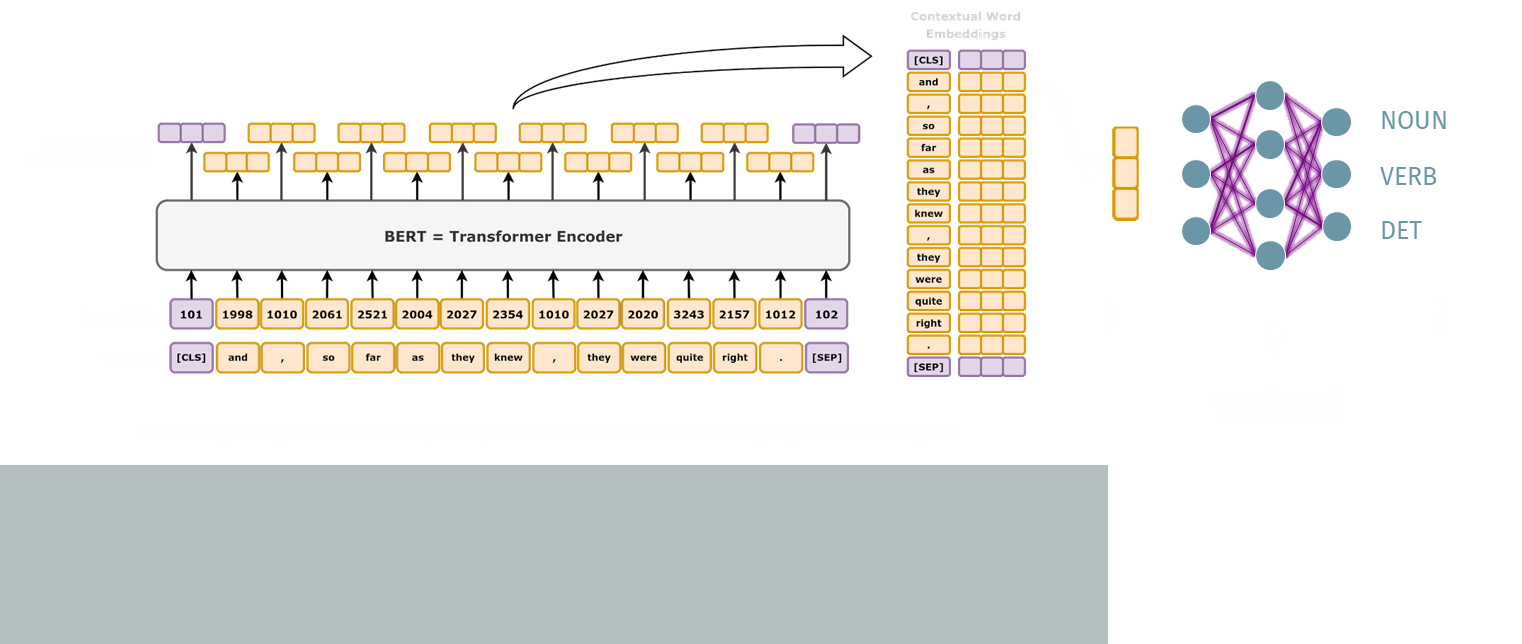 Contextual Word
Embeddings
[CLS]
and
,
so
far
as
they
knew
,
they
were
quite
right
.
[SEP]
NOUN
VERB
DET
BERT = Transformer Encoder
101 1998 1010 2061 2521 2004 2027 2354 1010 2027 2020 3243 2157 1012 102
[CLS] and , so far as they knew , they were quite right . [SEP]